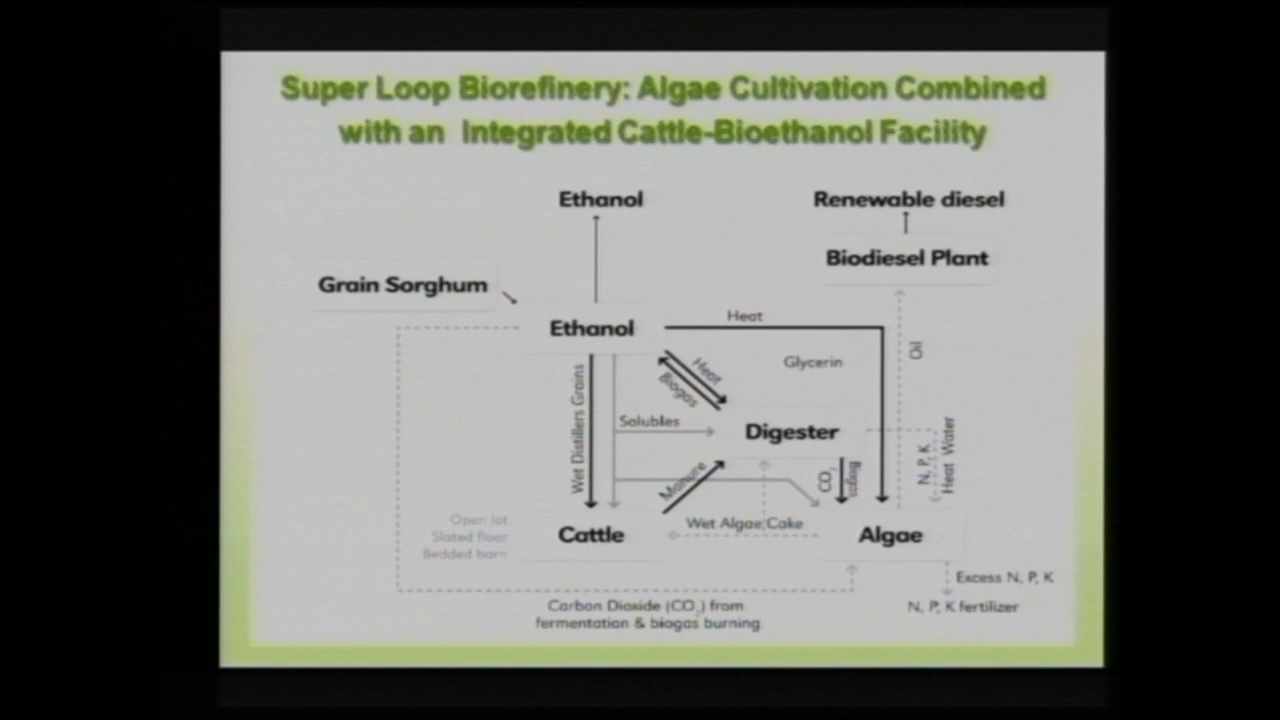 Super Loop Biorefinery: Algae Cultivation Combined
with an Integrated Cattle-Bioethanol Facility
Ethanol
Renewable diesel
Biodiesel Plant
Grain Sorghum
Ethanol
Heat
Glycerin
Oil
Heat
Biogas
Wet Distillers Grains
Solubles
Digester
N, P, K
Heat Water
Manure
CO2
Biogas
Open lot
Slated floor
Bedded barn
Cattle
Wet Algae Cake
Algae
Excess N, P, K
N, P, K fertilizer
Carbon Dioxide (CO2) from
fermentation & biogas burning